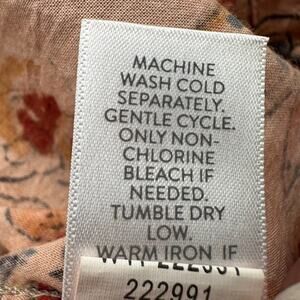 MACHINE
WASH COLD
SEPARATELY.
GENTLE CYCLE.
ONLY NON-
CHLORINE
BLEACH IF
NEEDED.
TUMBLE DRY
LOW.
WARM IRON IF
222991